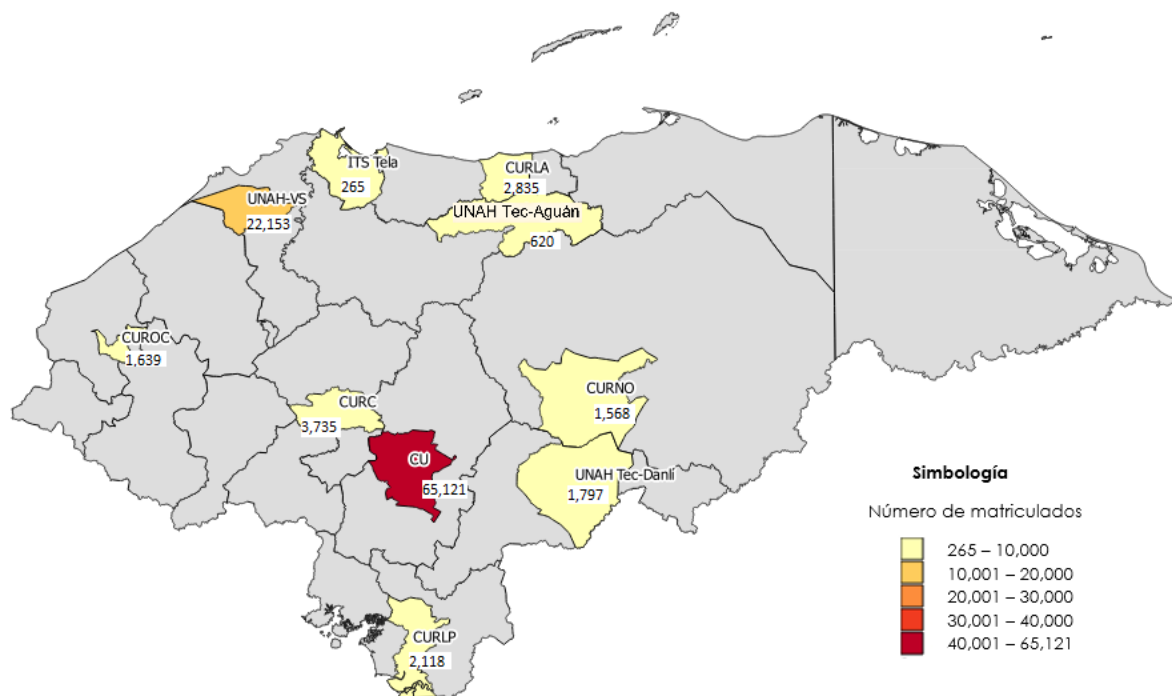 ITS Tela
265
CURLA
2,835
UNAH-VS
22,153
UNAH Tec-Aguán
620
CUROC
1,639
CURNO
1,568
CURC
3,735
CU
65,121
UNAH Tec-Danlí
1,797
CURLP
2,118
Simbología
Número de matriculados
265 – 10,000
10,001 – 20,000
20,001 – 30,000
30,001 – 40,000
40,001 – 65,121